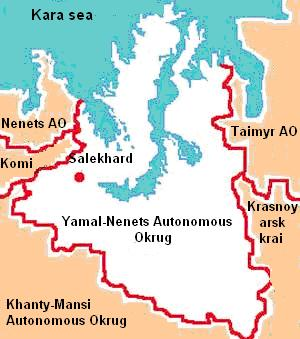 Kara sea
Nenets AO
Taimyr AO
Komi
Salekhard
Krasnoy
arsk
krai
Yamal-Nenets Autonomous
Okrug
Khanty-Mansi
Autonomous Okrug